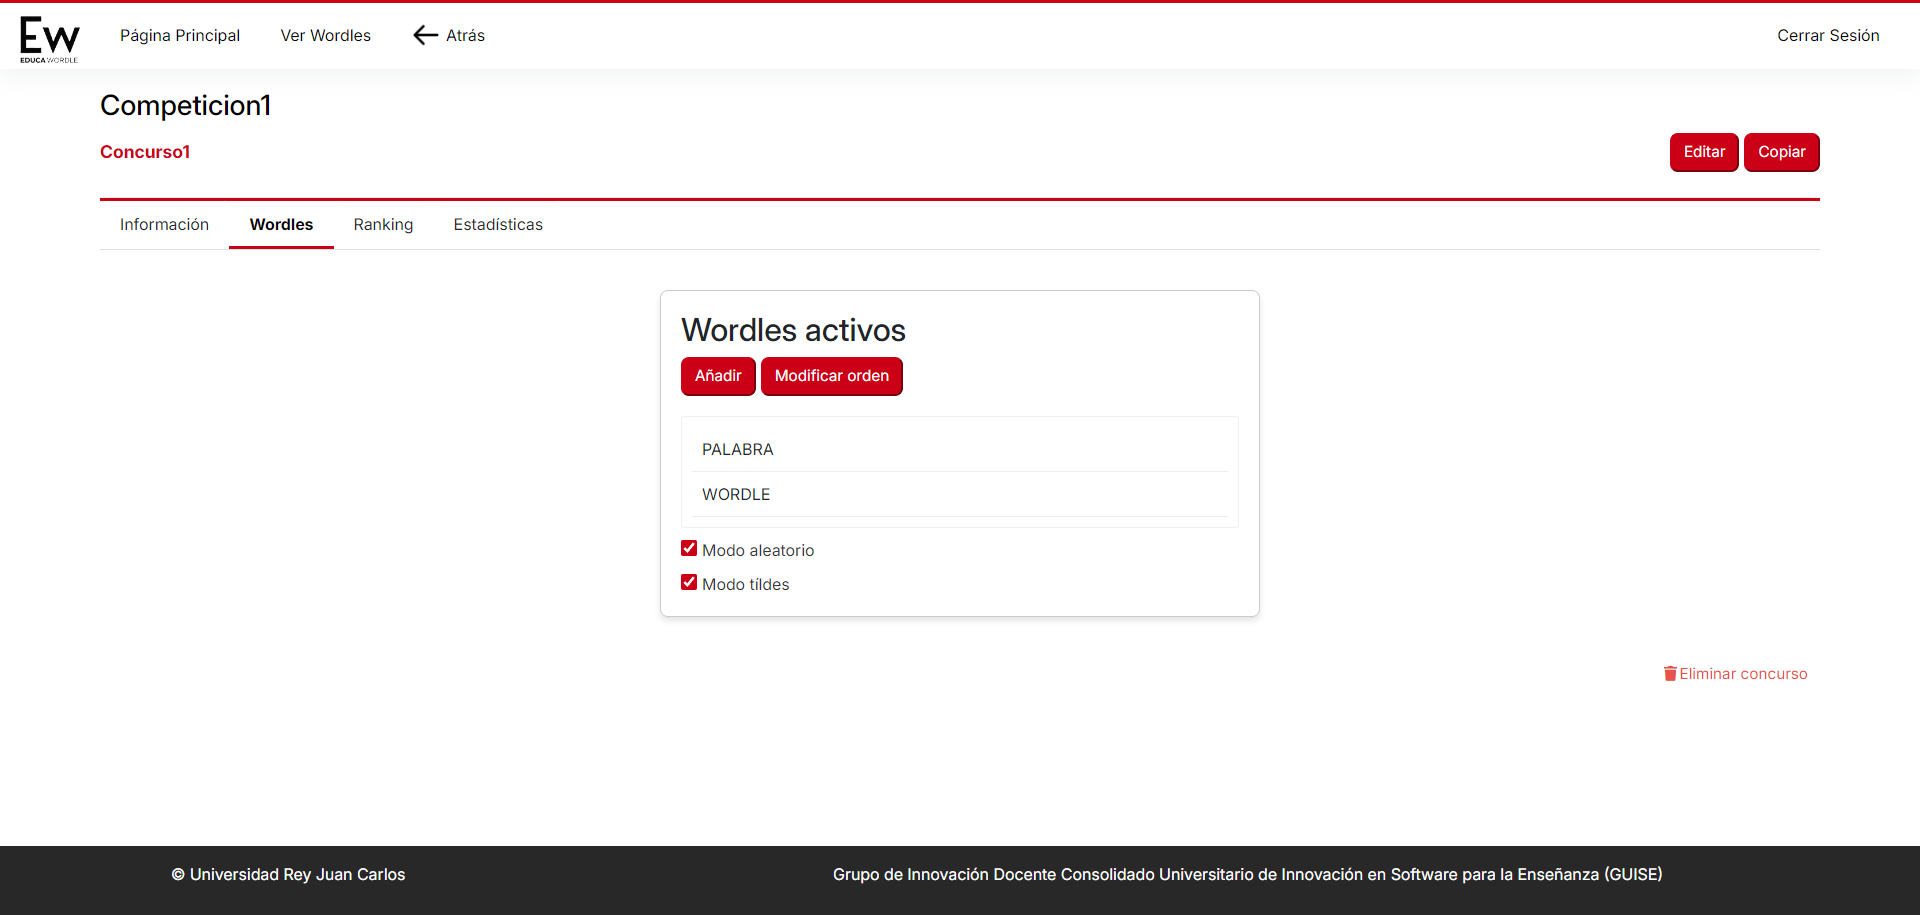 Ew
EDUCA WORDLE
Página Principal
Ver Wordles
Atrás
Cerrar Sesión
Competicion1
Concurso1
Editar
Copiar
Información
Wordles
Ranking
Estadísticas
Wordles activos
Añadir
Modificar orden
PALABRA
WORDLE
Modo aleatorio
Modo tíldes
Eliminar concurso
© Universidad Rey Juan Carlos
Grupo de Innovación Docente Consolidado Universitario de Innovación en Software para la Enseñanza (GUISE)